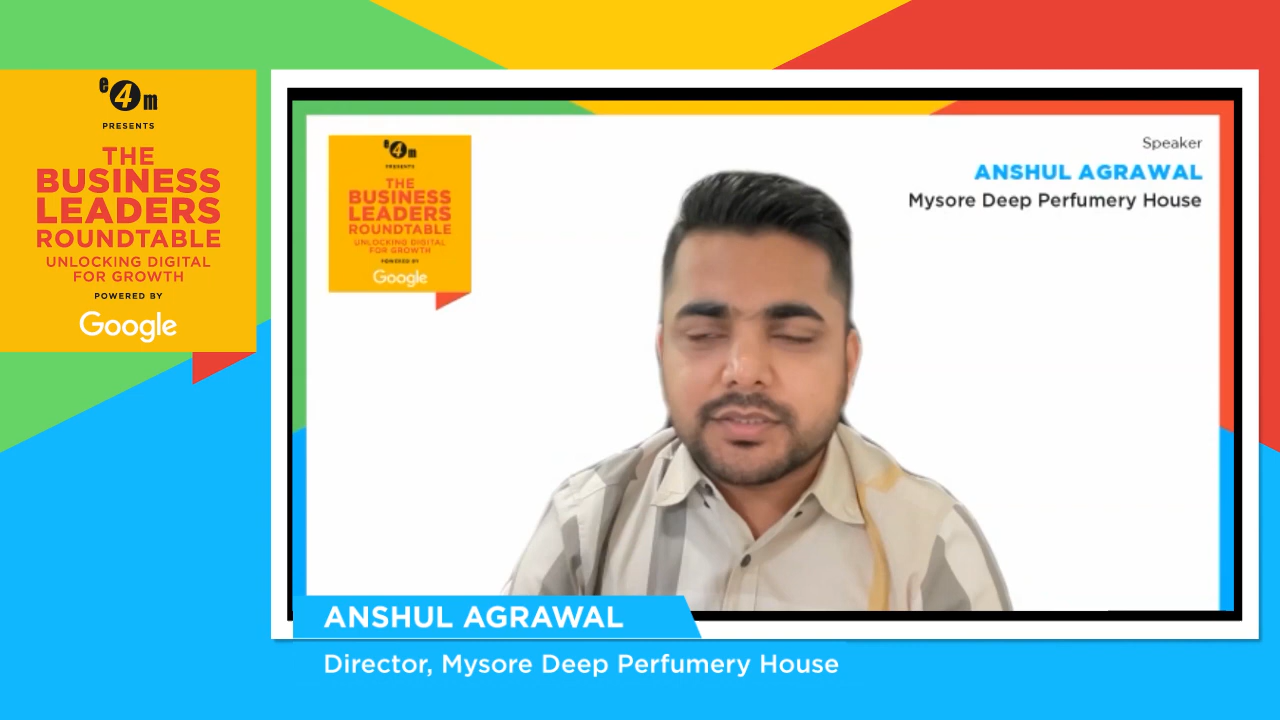 e4m
PRESENTS
THE
BUSINESS
LEADERS
ROUNDTABLE
UNLOCKING DIGITAL
FOR GROWTH
POWERED BY
Google
e4m
PRESENTS
THE
BUSINESS
LEADERS
ROUNDTABLE
UNLOCKING DIGITAL
FOR GROWTH
POWERED BY
Google
Speaker
ANSHUL AGRAWAL
Mysore Deep Perfumery House
ANSHUL AGRAWAL
Director, Mysore Deep Perfumery House